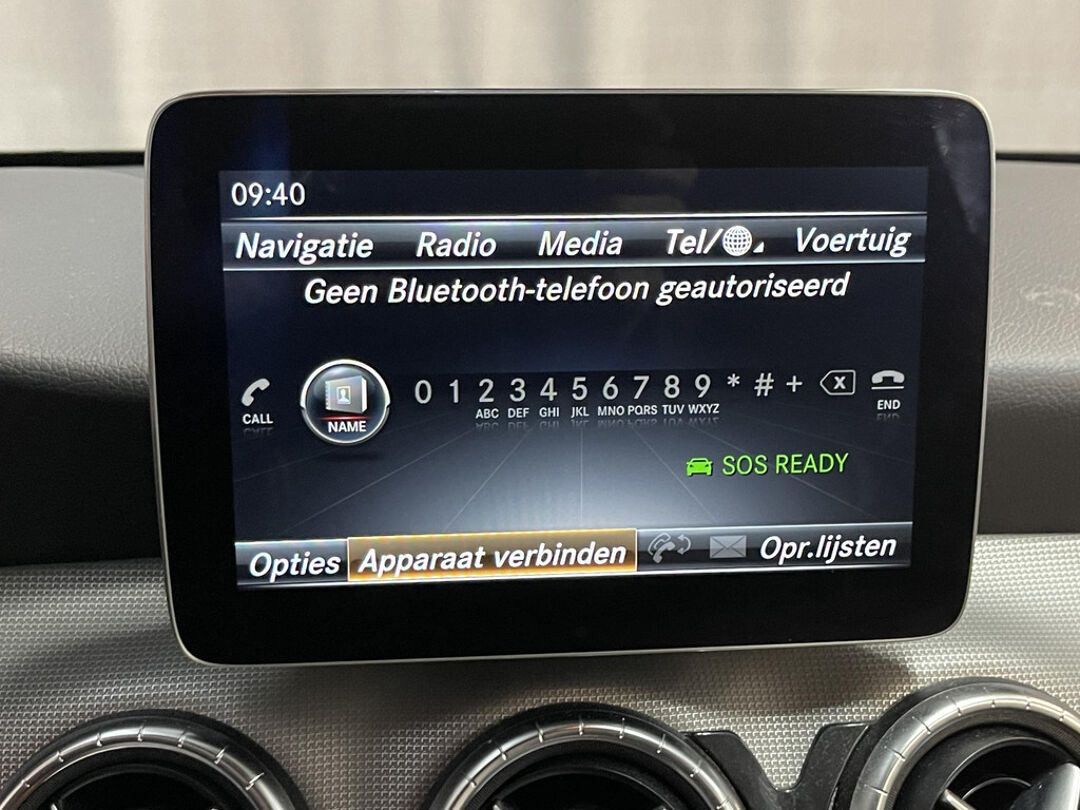 09:40
Navigatie Radio Media Tel/ Voertuig
Geen Bluetooth-telefoon geautoriseerd
0 1 2 3 4 5 6 7 8 9 * # + X
ABC DEF GHI JKL MNO PQRS TUV WXYZ
CALL NAME END
SOS READY
Opties Apparaat verbinden Opr.lijsten